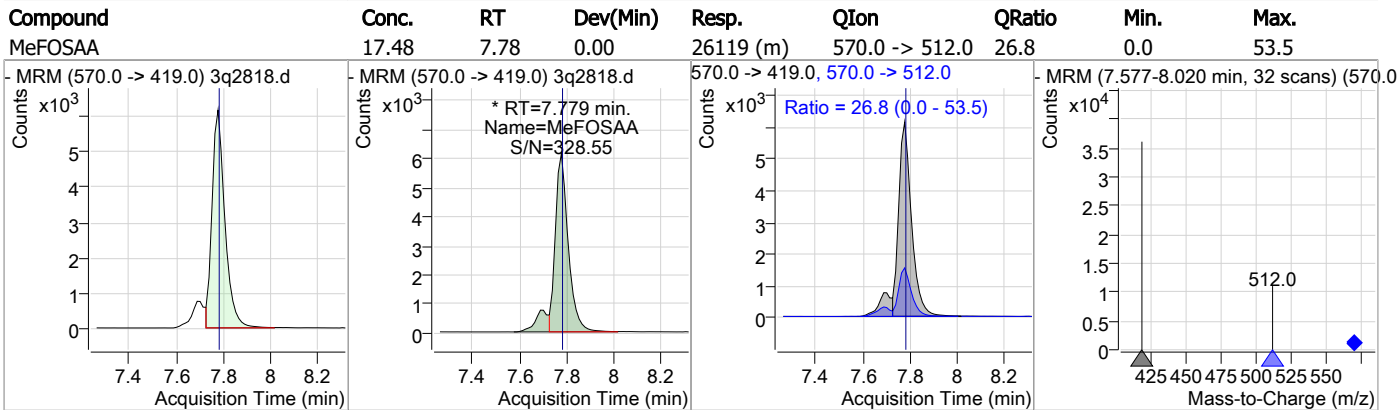 Compound Conc. RT Dev(Min) Resp. QIon QRatio Min. Max.
MeFOSAA 17.48 7.78 0.00 26119 (m) 570.0 -> 512.0 26.8 0.0 53.5
- MRM (570.0 -> 419.0) 3q2818.d
x10³
Counts
5
4
3
2
1
0
7.4 7.6 7.8 8 8.2
Acquisition Time (min)
- MRM (570.0 -> 419.0) 3q2818.d
x10³
Counts
* RT=7.779 min.
Name=MeFOSAA
S/N=328.55
6
5
4
3
2
1
0
7.4 7.6 7.8 8 8.2
Acquisition Time (min)
570.0 -> 419.0, 570.0 -> 512.0
x10³
Counts
Ratio = 26.8 (0.0 - 53.5)
5
4
3
2
1
0
7.4 7.6 7.8 8 8.2
Acquisition Time (min)
- MRM (7.577-8.020 min, 32 scans) (570.0
x10⁴
Counts
3.5
3
2.5
2
1.5
1
0.5
0
512.0
425 450 475 500 525 550
Mass-to-Charge (m/z)